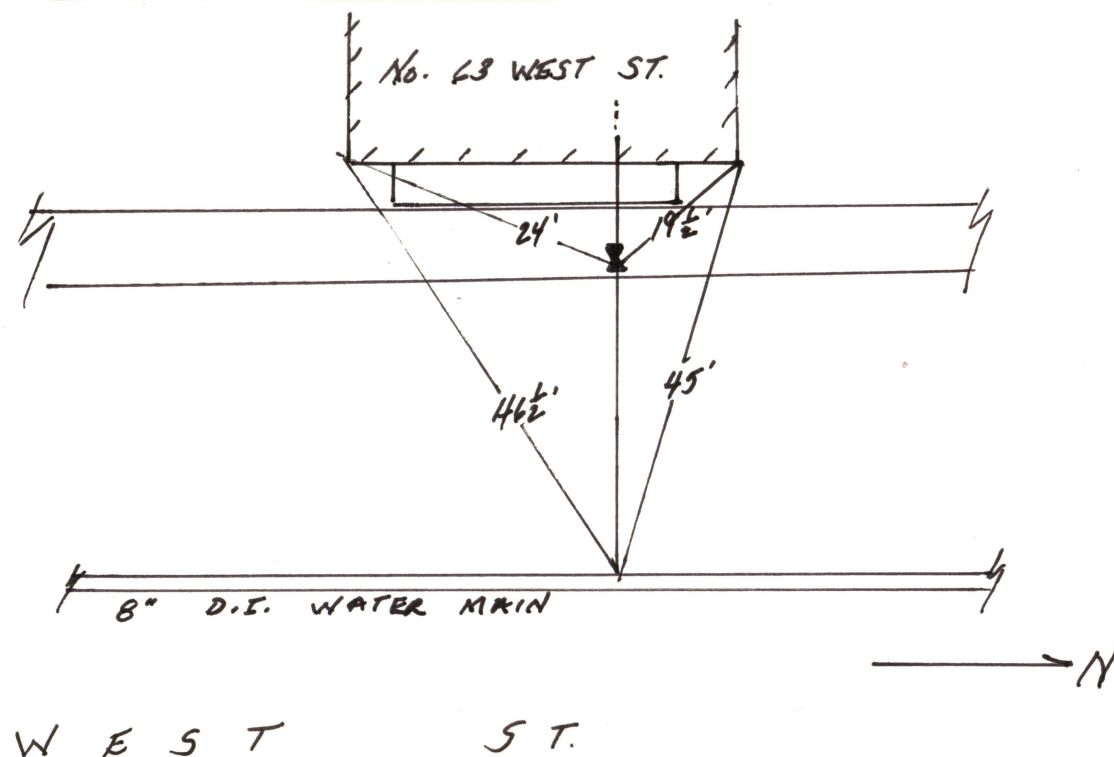 No. 63 WEST ST.
24'
19½'
46½'
45'
8" D.I. WATER MAIN
N
WEST ST.